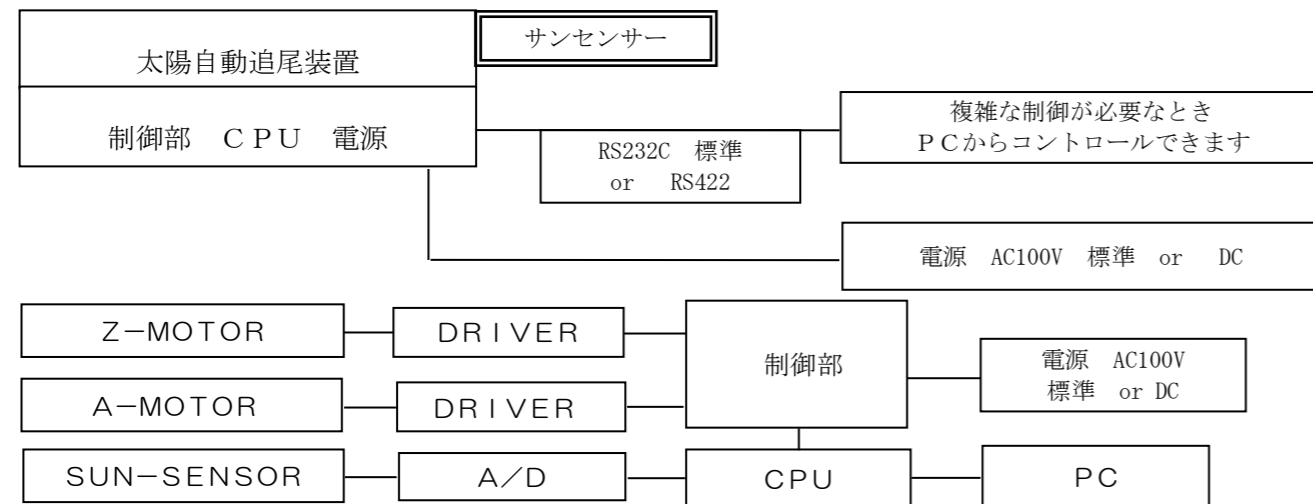 サンセンサー
太陽自動追尾装置
制御部　ＣＰＵ　電源
複雑な制御が必要なとき
ＰＣからコントロールできます
RS232C　標準
or　　RS422
電源　AC100V　標準　or　　DC
Ｚ－ＭＯＴＯＲ
ＤＲＩＶＥＲ
制御部
電源　AC100V
標準　or DC
Ａ－ＭＯＴＯＲ
ＤＲＩＶＥＲ
ＳＵＮ－ＳＥＮＳＯＲ
Ａ／Ｄ
ＣＰＵ
ＰＣ